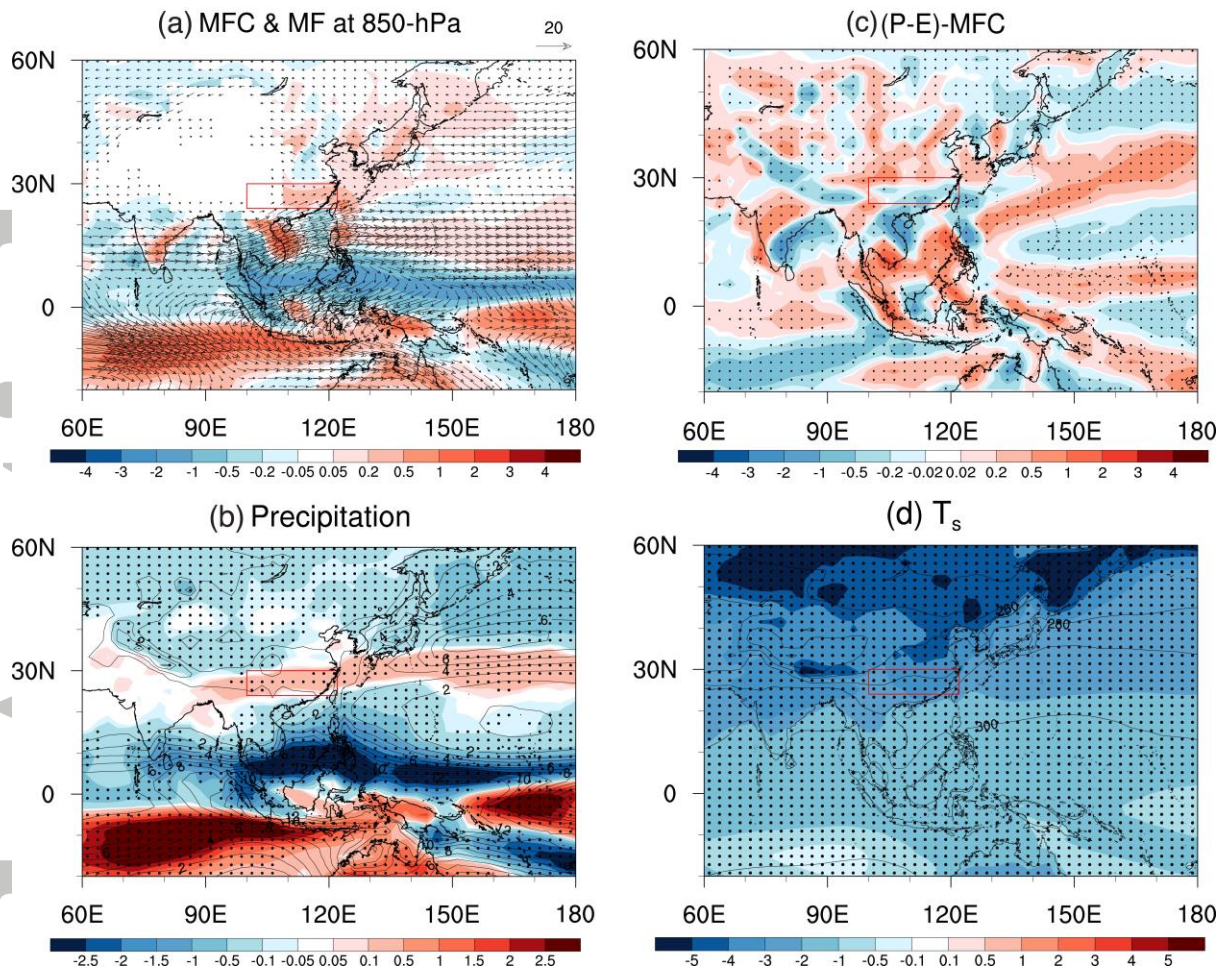 (a) MFC & MF at 850-hPa
20
60N
30N
0
60E 90E 120E 150E 180
-4 -3 -2 -1 -0.5 -0.2 -0.05 0.05 0.2 0.5 1 2 3 4
(c) (P-E)-MFC
60N
30N
0
60E 90E 120E 150E 180
-4 -3 -2 -1 -0.5 -0.2 -0.02 0.02 0.2 0.5 1 2 3 4
(b) Precipitation
60N
30N
0
60E 90E 120E 150E 180
-2.5 -2 -1.5 -1 -0.5 -0.1 -0.05 0.05 0.1 0.5 1 1.5 2 2.5
(d) Ts
60N
30N
0
260
280
300
60E 90E 120E 150E 180
-5 -4 -3 -2 -1 -0.5 -0.1 0.1 0.5 1 2 3 4 5